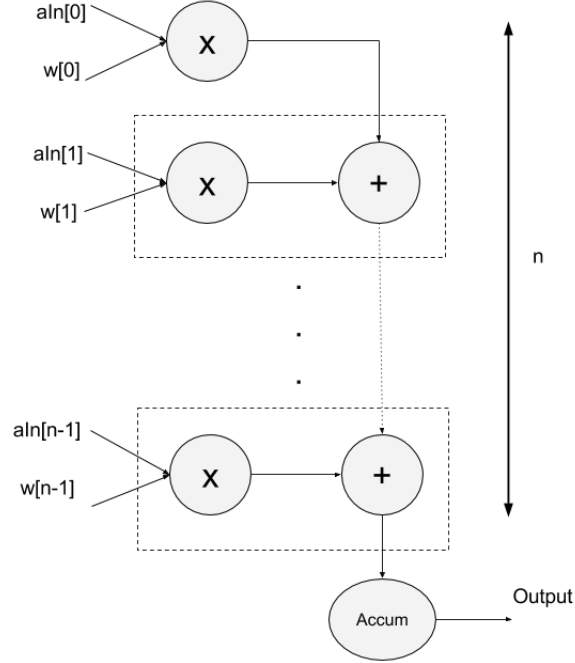 aIn[0]
x
w[0]
aIn[1]
x
+
w[1]
n
.
.
.
aIn[n-1]
x
+
w[n-1]
Accum
Output